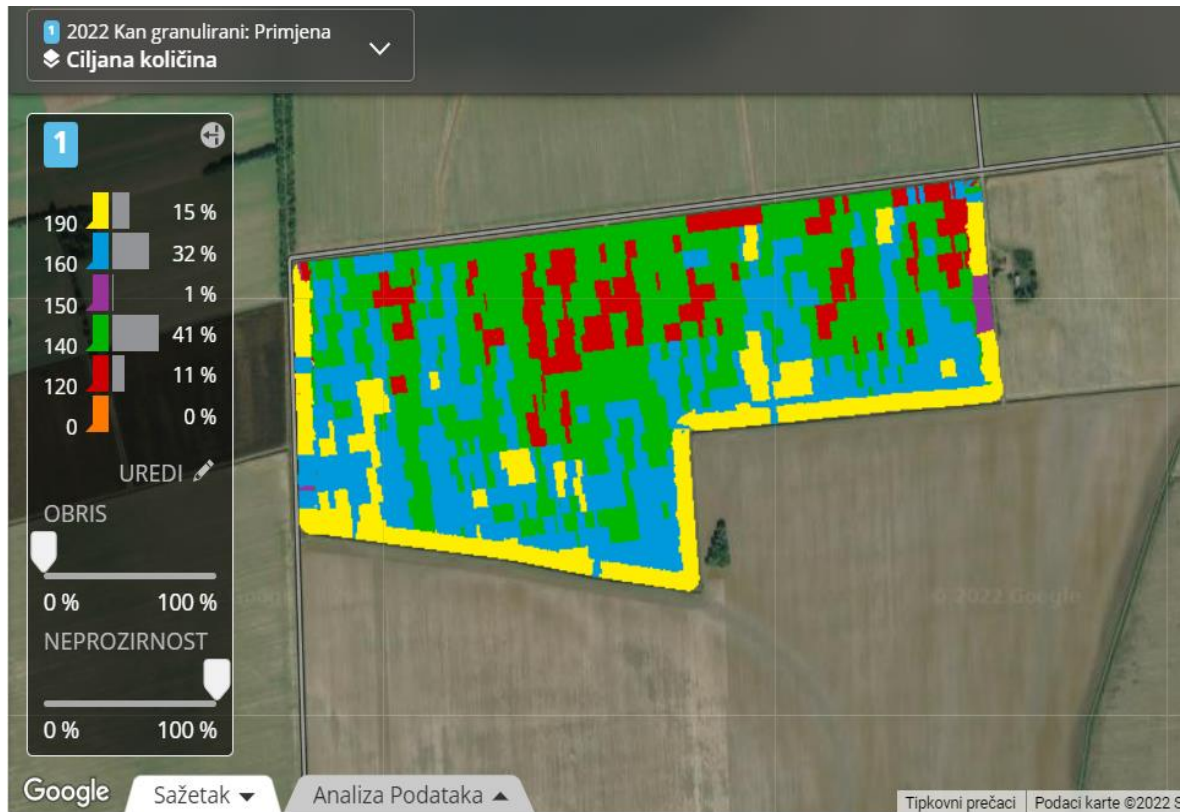 1 2022 Kan granulirani: Primjena
Ciljana količina
1
190 15 %
160 32 %
150 1 %
140 41 %
120 11 %
0 0 %
UREDI
OBRIS
0 % 100 %
NEPROZIRNOST
0 % 100 %
© 2022 Google
Google
Sažetak
Analiza Podataka
Tipkovni prečaci
Podaci karte ©2022 S